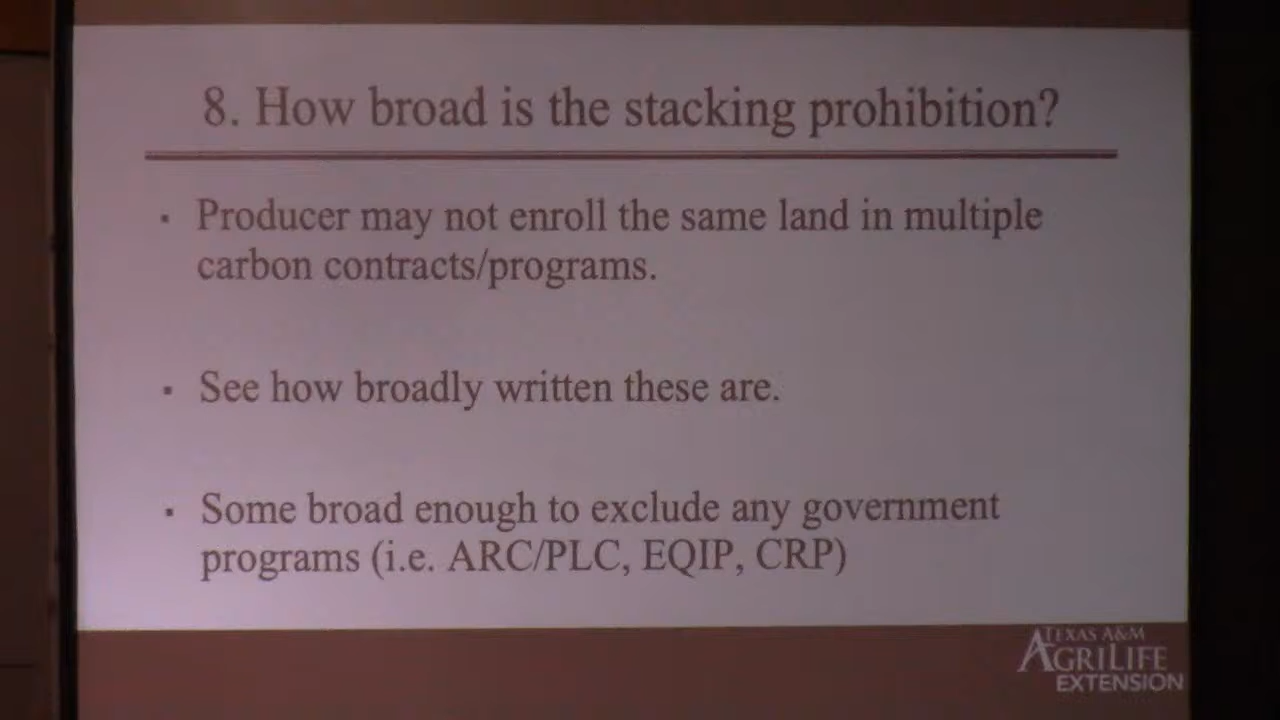 8. How broad is the stacking prohibition?
▪ Producer may not enroll the same land in multiple
carbon contracts/programs.
▪ See how broadly written these are.
▪ Some broad enough to exclude any government
programs (i.e. ARC/PLC, EQIP, CRP)
TEXAS A&M
AGRILIFE
EXTENSION